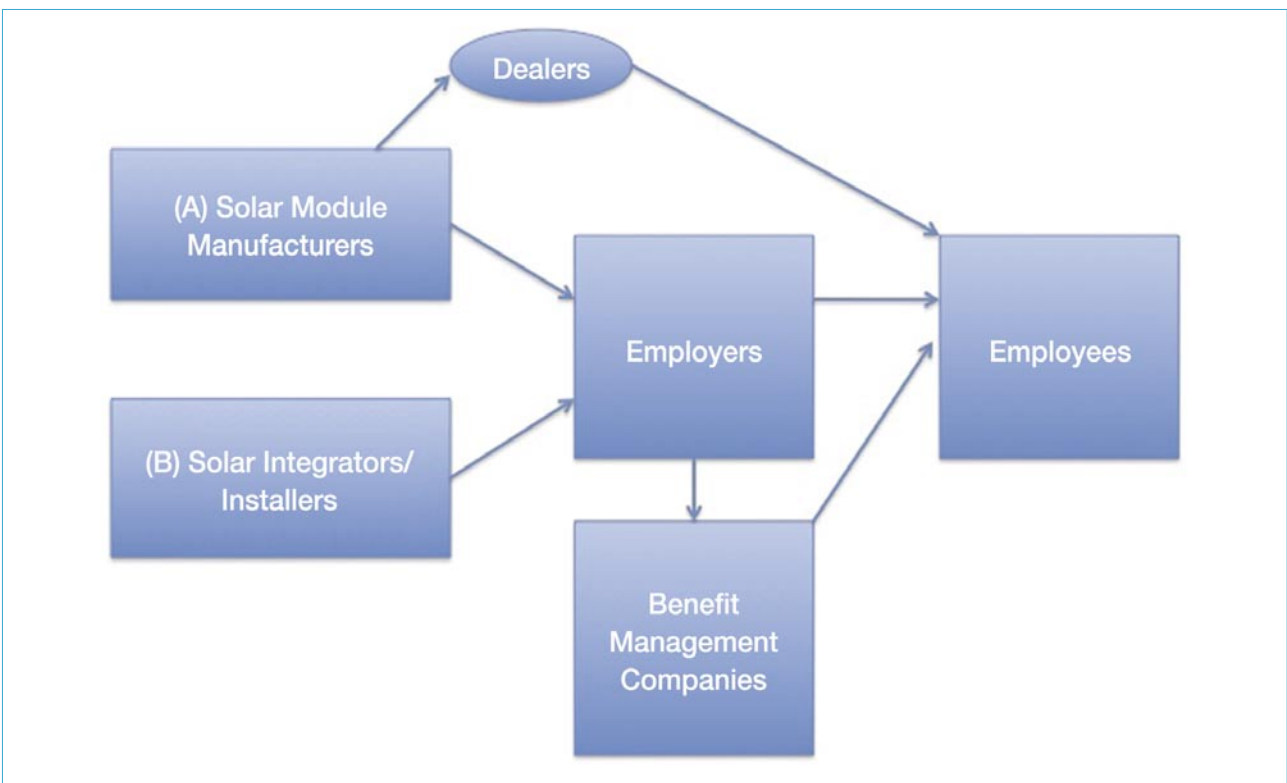 Dealers
(A) Solar Module
Manufacturers
Employers
Employees
(B) Solar Integrators/
Installers
Benefit
Management
Companies